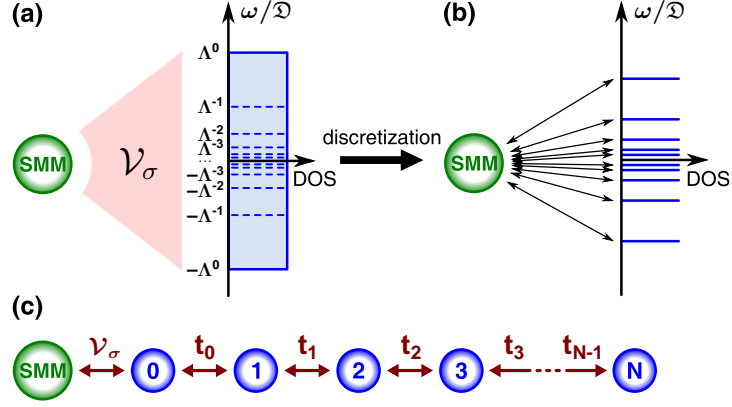 (a)
ω/𝔇
Λ⁰
Λ⁻¹
Λ⁻²
Λ⁻³
...
−Λ⁻³
−Λ⁻²
−Λ⁻¹
−Λ⁰
SMM
𝒱σ
DOS
discretization
(b)
ω/𝔇
SMM
DOS
(c)
SMM 𝒱σ 0 t₀ 1 t₁ 2 t₂ 3 t₃ tN-1 N